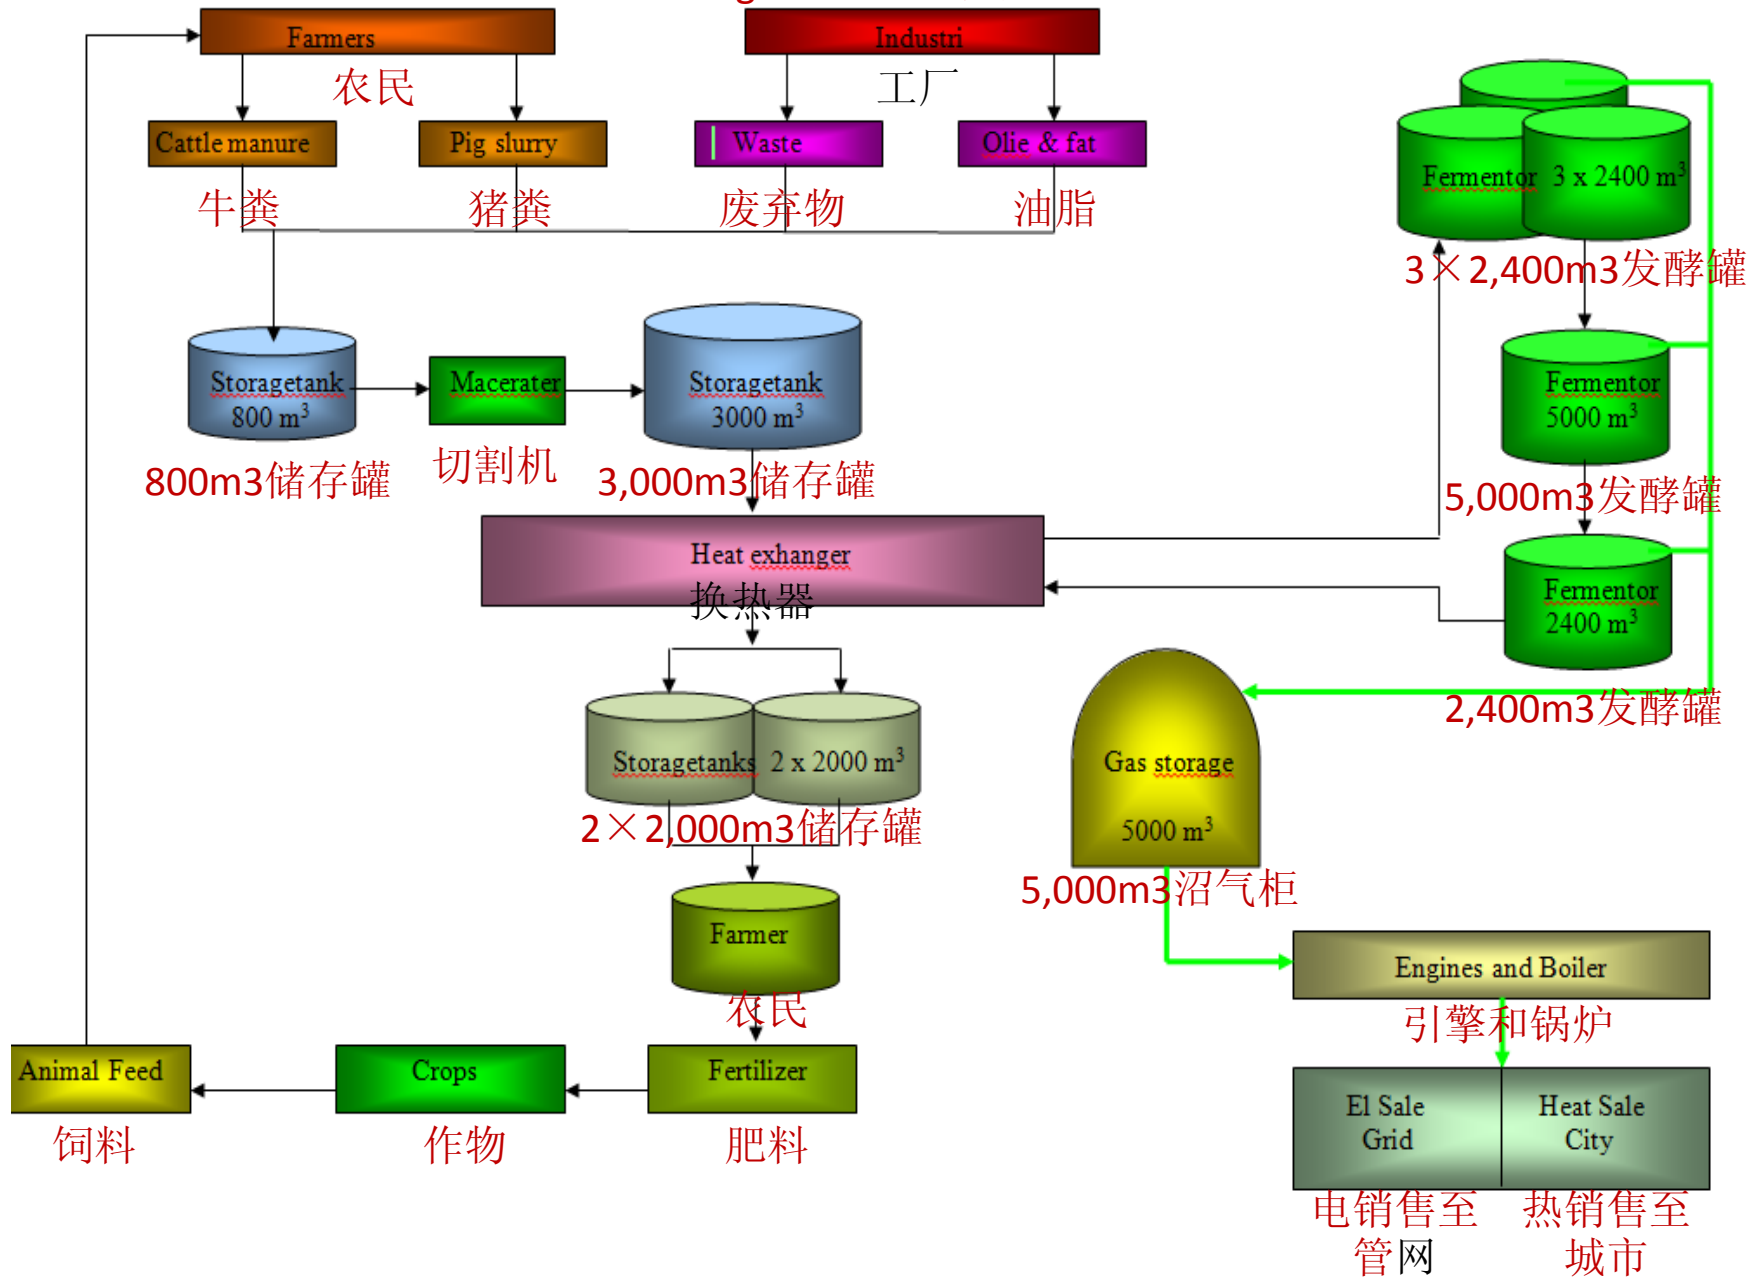 g
Farmers
Industri
农民
工厂
Cattle manure
Pig slurry
Waste
Olie & fat
牛粪
猪粪
废弃物
油脂
Fermentor 3 x 2400 m³
3×2,400m3发酵罐
Storagetank
800 m³
Macerater
Storagetank
3000 m³
Fermentor
5000 m³
800m3储存罐
切割机
3,000m3储存罐
5,000m3发酵罐
Heat exhanger
换热器
Fermentor
2400 m³
2,400m3发酵罐
Storagetanks 2 x 2000 m³
2×2,000m3储存罐
Gas storage
5000 m³
5,000m3沼气柜
Farmer
农民
Engines and Boiler
引擎和锅炉
Animal Feed
Crops
Fertilizer
饲料
作物
肥料
El Sale
Grid
Heat Sale
City
电销售至
管网
热销售至
城市